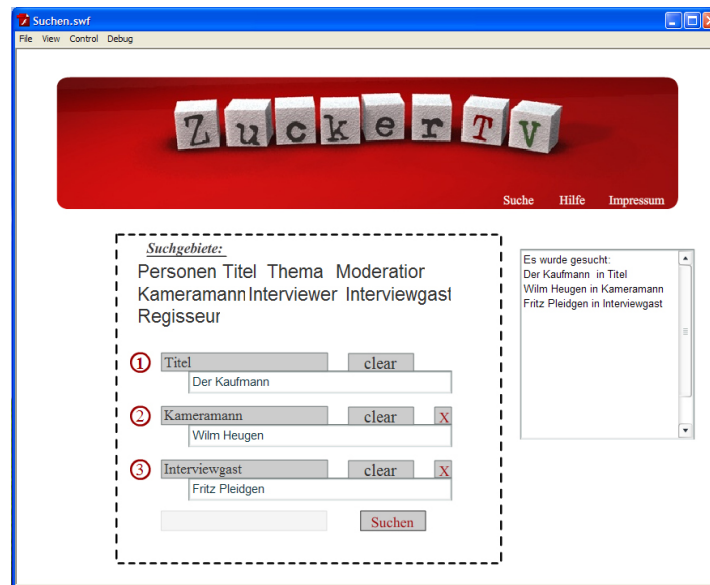 Suchen.swf
File View Control Debug
ZuckerTV
Suche Hilfe Impressum
Suchgebiete:
Personen Titel Thema Moderatior
Kameramann Interviewer Interviewgast
Regisseur
1 Titel clear
Der Kaufmann
2 Kameramann clear X
Wilm Heugen
3 Interviewgast clear X
Fritz Pleidgen
Suchen
Es wurde gesucht:
Der Kaufmann in Titel
Wilm Heugen in Kameramann
Fritz Pleidgen in Interviewgast